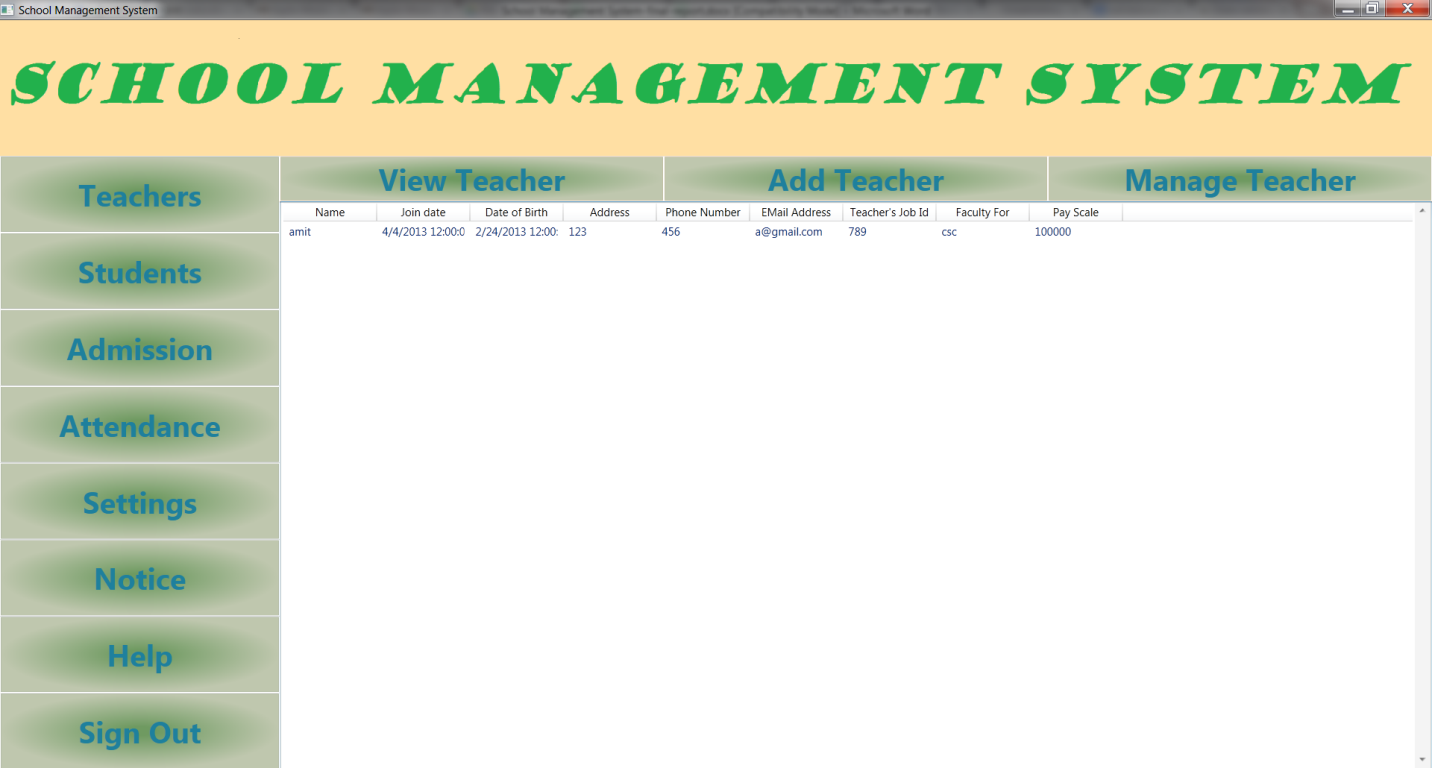 School Management System
SCHOOL MANAGEMENT SYSTEM
Teachers
Students
Admission
Attendance
Settings
Notice
Help
Sign Out
View Teacher Add Teacher Manage Teacher
Name Join date Date of Birth Address Phone Number EMail Address Teacher's Job Id Faculty For Pay Scale
amit 4/4/2013 12:00:0 2/24/2013 12:00: 123 456 a@gmail.com 789 csc 100000